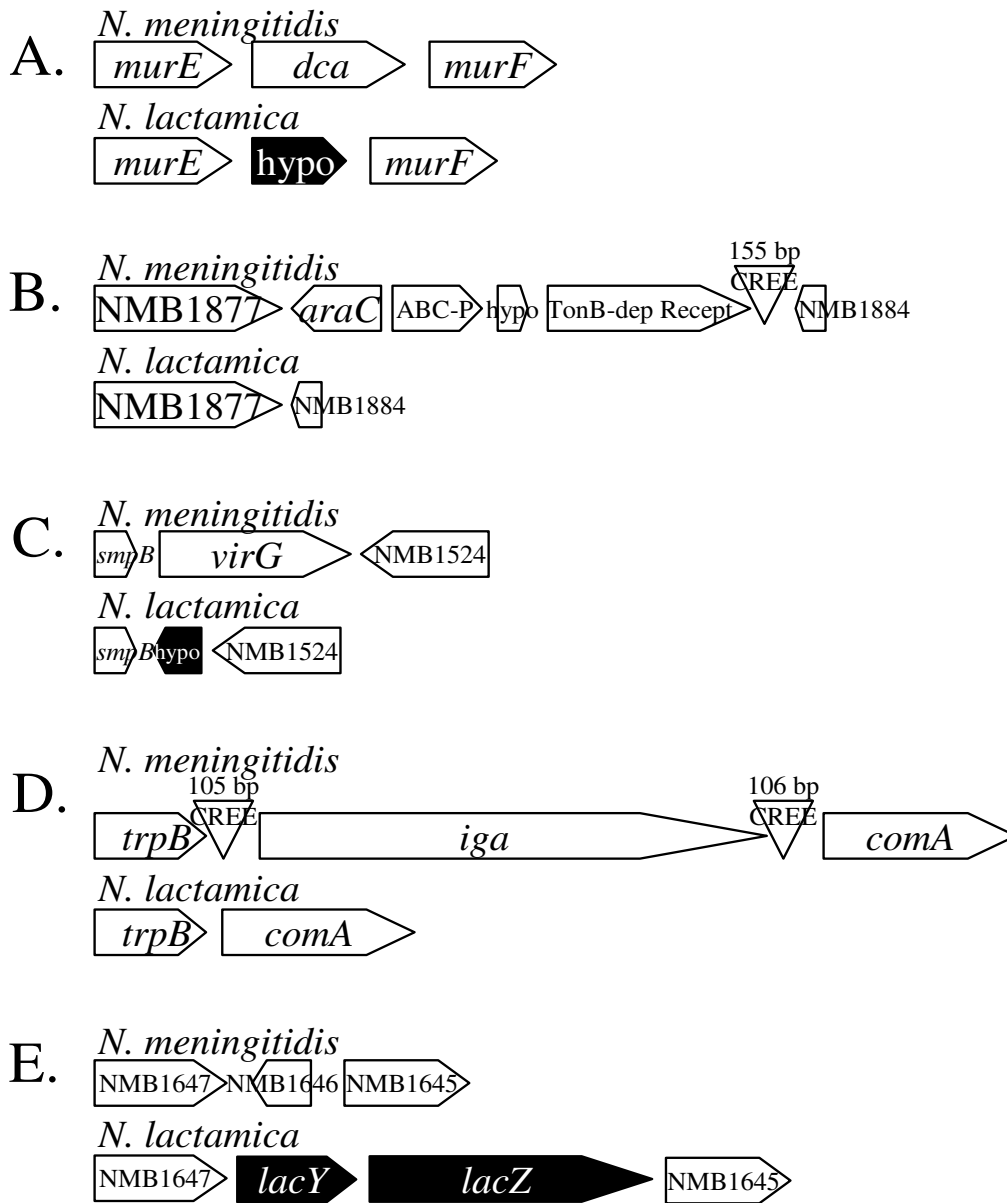 A.
N. meningitidis
murE dca murF
N. lactamica
murE hypo murF
B.
N. meningitidis
155 bp
CREE
NMB1877 araC ABC-P hypo TonB-dep Recept NMB1884
N. lactamica
NMB1877 NMB1884
C.
N. meningitidis
smpB virG NMB1524
N. lactamica
smpB hypo NMB1524
D.
N. meningitidis
105 bp 106 bp
CREE CREE
trpB iga comA
N. lactamica
trpB comA
E.
N. meningitidis
NMB1647 NMB1646 NMB1645
N. lactamica
NMB1647 lacY lacZ NMB1645